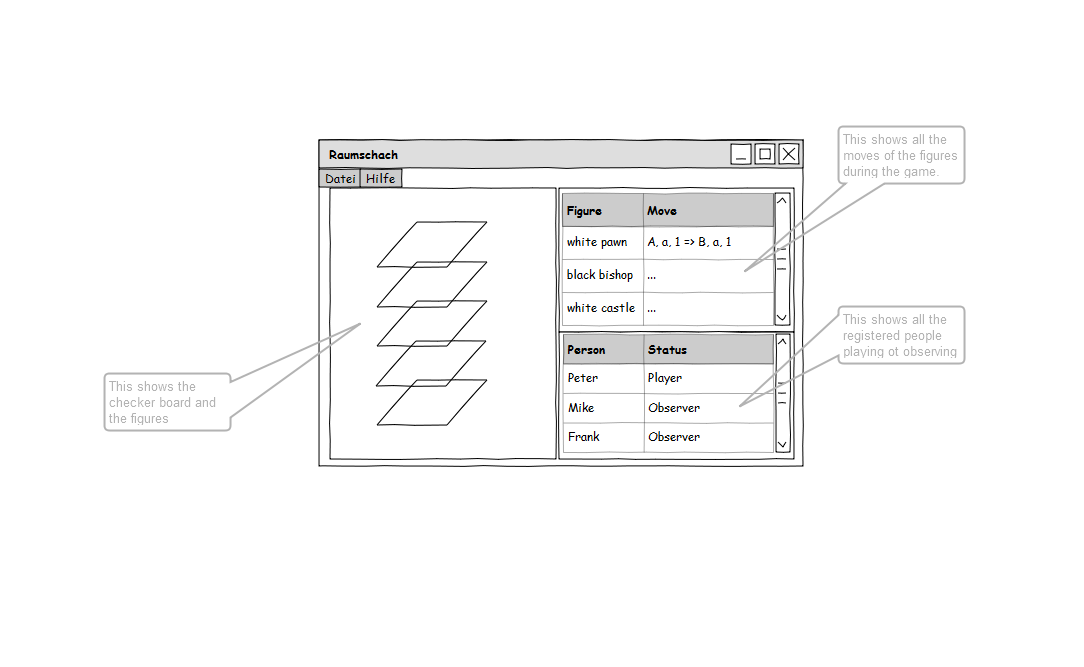 This shows all the
moves of the figures
during the game.
Raumschach
Datei Hilfe
Figure Move
white pawn A, a, 1 => B, a, 1
black bishop ...
white castle ...
This shows all the
registered people
playing ot observing
Person Status
Peter Player
Mike Observer
Frank Observer
This shows the
checker board and
the figures